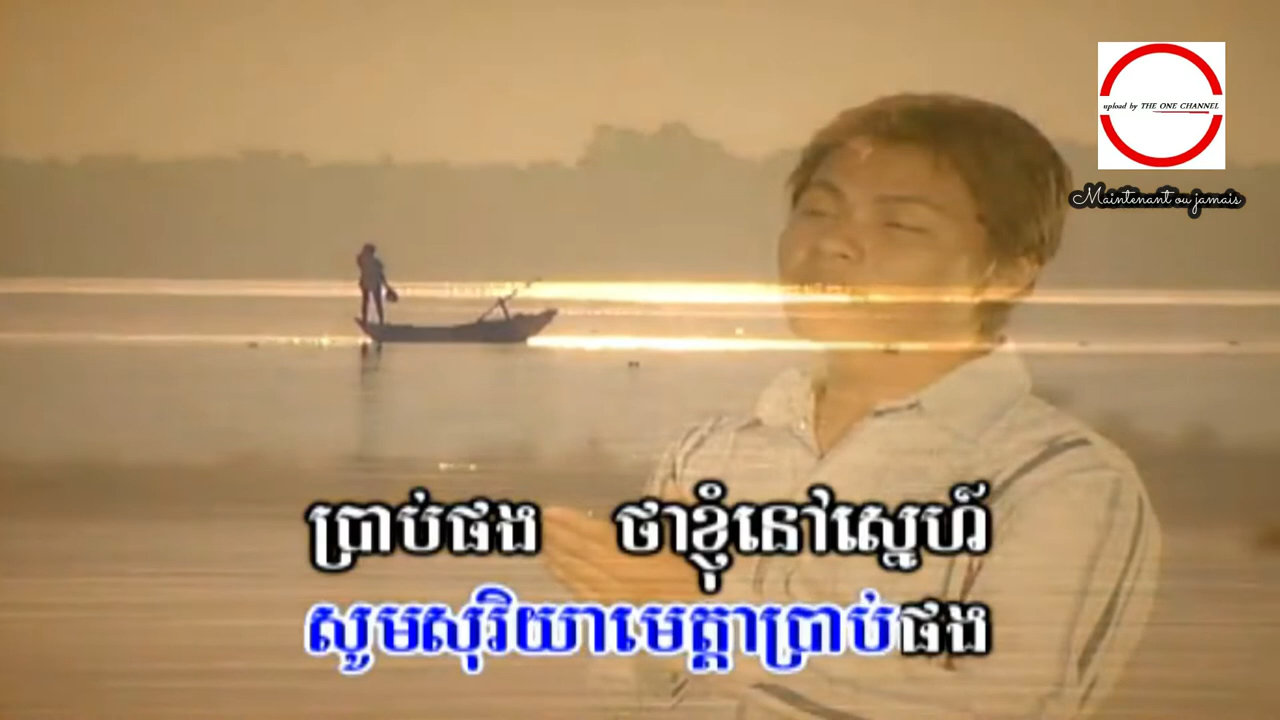 upload by THE ONE CHANNEL
Maintenant ou jamais
ប្រាប់ផង ថាខ្ញុំនៅស្នេហ៍
សូមសុរិយាមេត្តាប្រាប់ផង